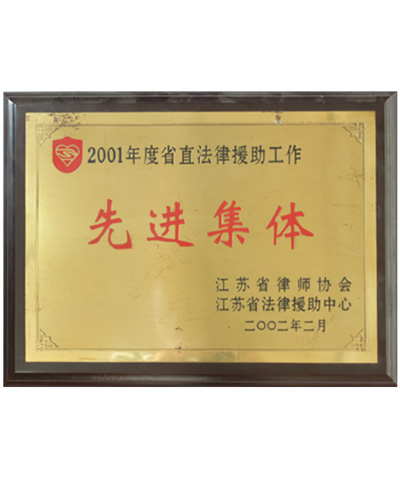 2001年度省直法律援助工作
先进集体
江苏省律师协会
江苏省法律援助中心
二〇〇二年二月